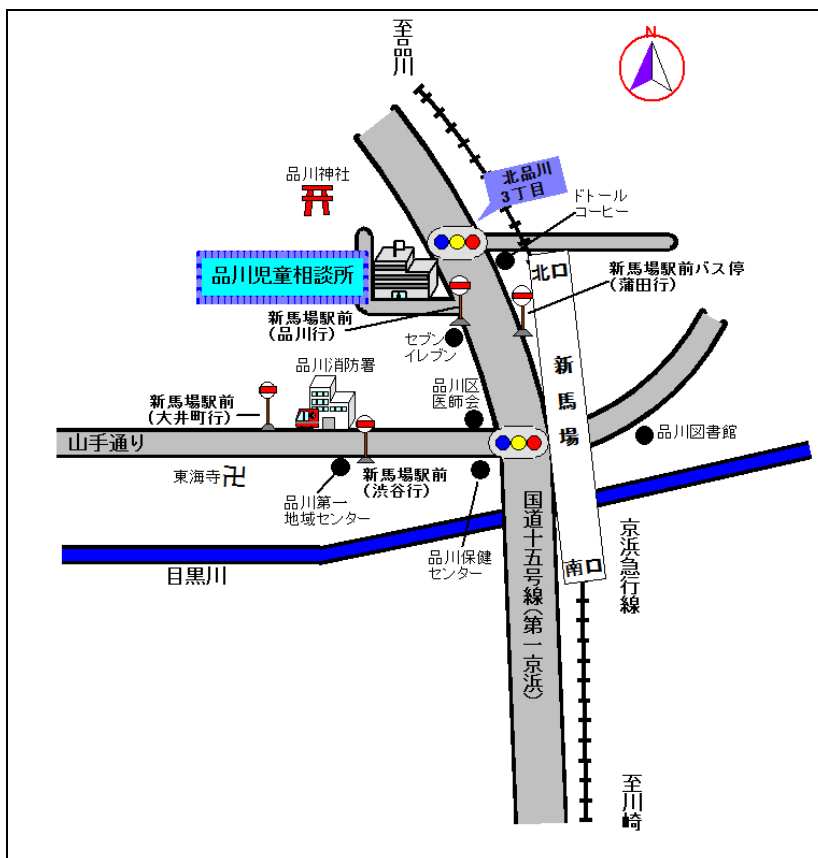 N
至品川
北品川
3丁目
品川神社
ドトール
コーヒー
品川児童相談所
北口
新馬場駅前バス停
(蒲田行)
新馬場駅前
(品川行)
セブン
イレブン
新馬場
品川消防署
新馬場駅前
(大井町行)
品川区
医師会
山手通り
品川図書館
東海寺
卍
新馬場駅前
(渋谷行)
品川第一
地域センター
品川保健
センター
国道十五号線(第一京浜)
京浜急行線
目黒川
南口
至川崎